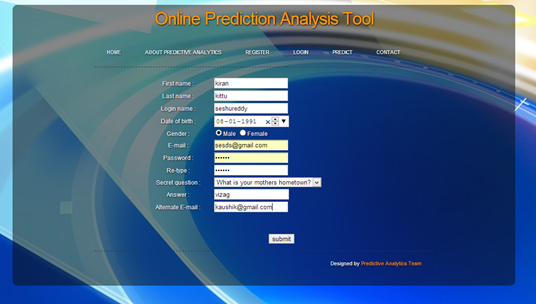 Online Prediction Analysis Tool
HOME ABOUT PREDICTIVE ANALYTICS REGISTER LOGIN PREDICT CONTACT
First name : kiran
Last name : kittu
Login name : seshureddy
Date of birth : 08-01-1991
Gender : Male Female
E-mail : sesds@gmail.com
Password : ••••••
Re-type : ••••••
Secret question : What is your mothers hometown?
Answer : vizag
Alternate E-mail : kaushik@gmail.com
submit
Designed by Predictive Analytics Team